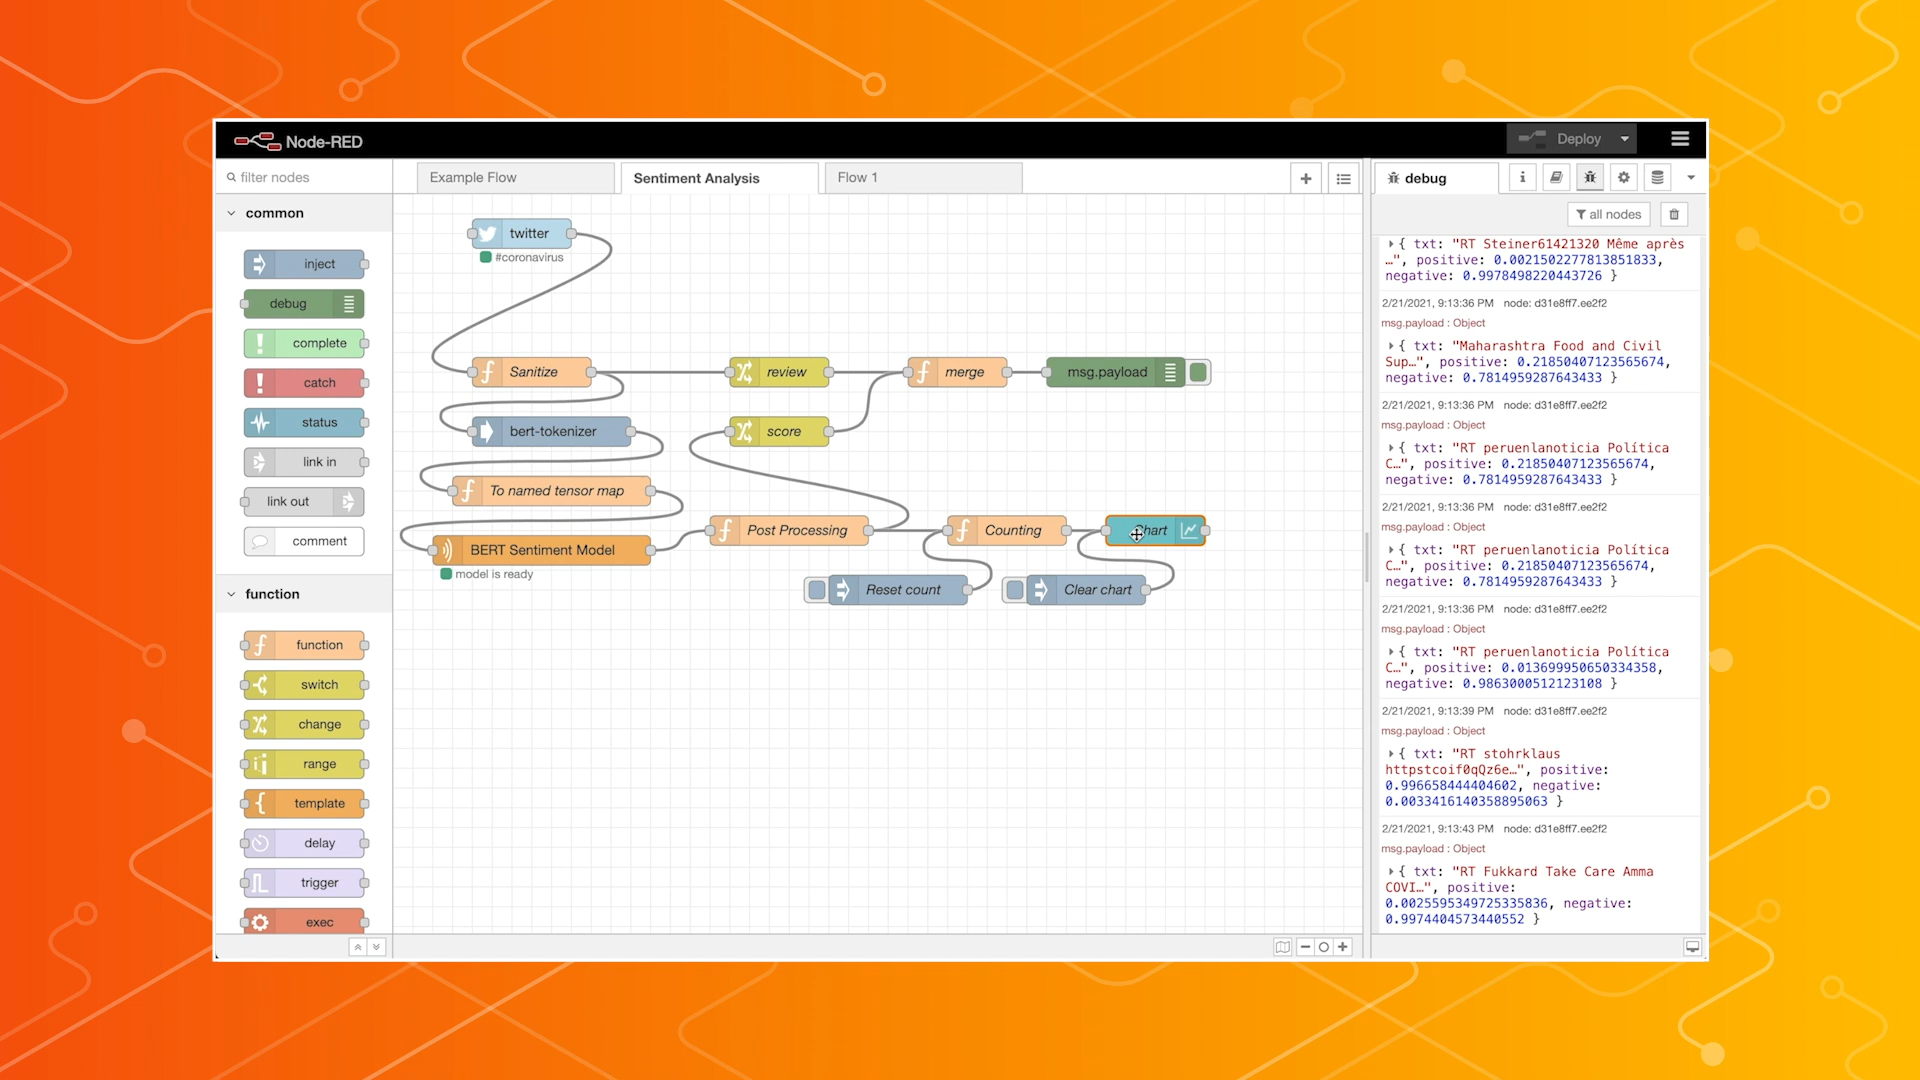 Node-RED
Deploy
filter nodes
Example Flow
Sentiment Analysis
Flow 1
debug
all nodes
common
inject
debug
complete
catch
status
link in
link out
comment
function
function
switch
change
range
template
delay
trigger
exec
twitter
#coronavirus
Sanitize
review
merge
msg.payload
bert-tokenizer
score
To named tensor map
Post Processing
Counting
Chart
BERT Sentiment Model
model is ready
Reset count
Clear chart
{ txt: "RT Steiner61421320 Même après
…", positive: 0.0021502277813851833,
negative: 0.9978498220443726 }
2/21/2021, 9:13:36 PM node: d31e8ff7.ee2f2
msg.payload : Object
{ txt: "Maharashtra Food and Civil
Sup…", positive: 0.21850407123565674,
negative: 0.7814959287643433 }
2/21/2021, 9:13:36 PM node: d31e8ff7.ee2f2
msg.payload : Object
{ txt: "RT peruenlanoticia Política
C…", positive: 0.21850407123565674,
negative: 0.7814959287643433 }
2/21/2021, 9:13:36 PM node: d31e8ff7.ee2f2
msg.payload : Object
{ txt: "RT peruenlanoticia Política
C…", positive: 0.21850407123565674,
negative: 0.7814959287643433 }
2/21/2021, 9:13:36 PM node: d31e8ff7.ee2f2
msg.payload : Object
{ txt: "RT peruenlanoticia Política
C…", positive: 0.013699950650334358,
negative: 0.9863000512123108 }
2/21/2021, 9:13:39 PM node: d31e8ff7.ee2f2
msg.payload : Object
{ txt: "RT stohrklaus
httpstcoif0qQz6e…", positive:
0.996658444404602, negative:
0.0033416140358895063 }
2/21/2021, 9:13:43 PM node: d31e8ff7.ee2f2
msg.payload : Object
{ txt: "RT Fukkard Take Care Amma
COVI…", positive:
0.0025595349725335836, negative:
0.9974404573440552 }